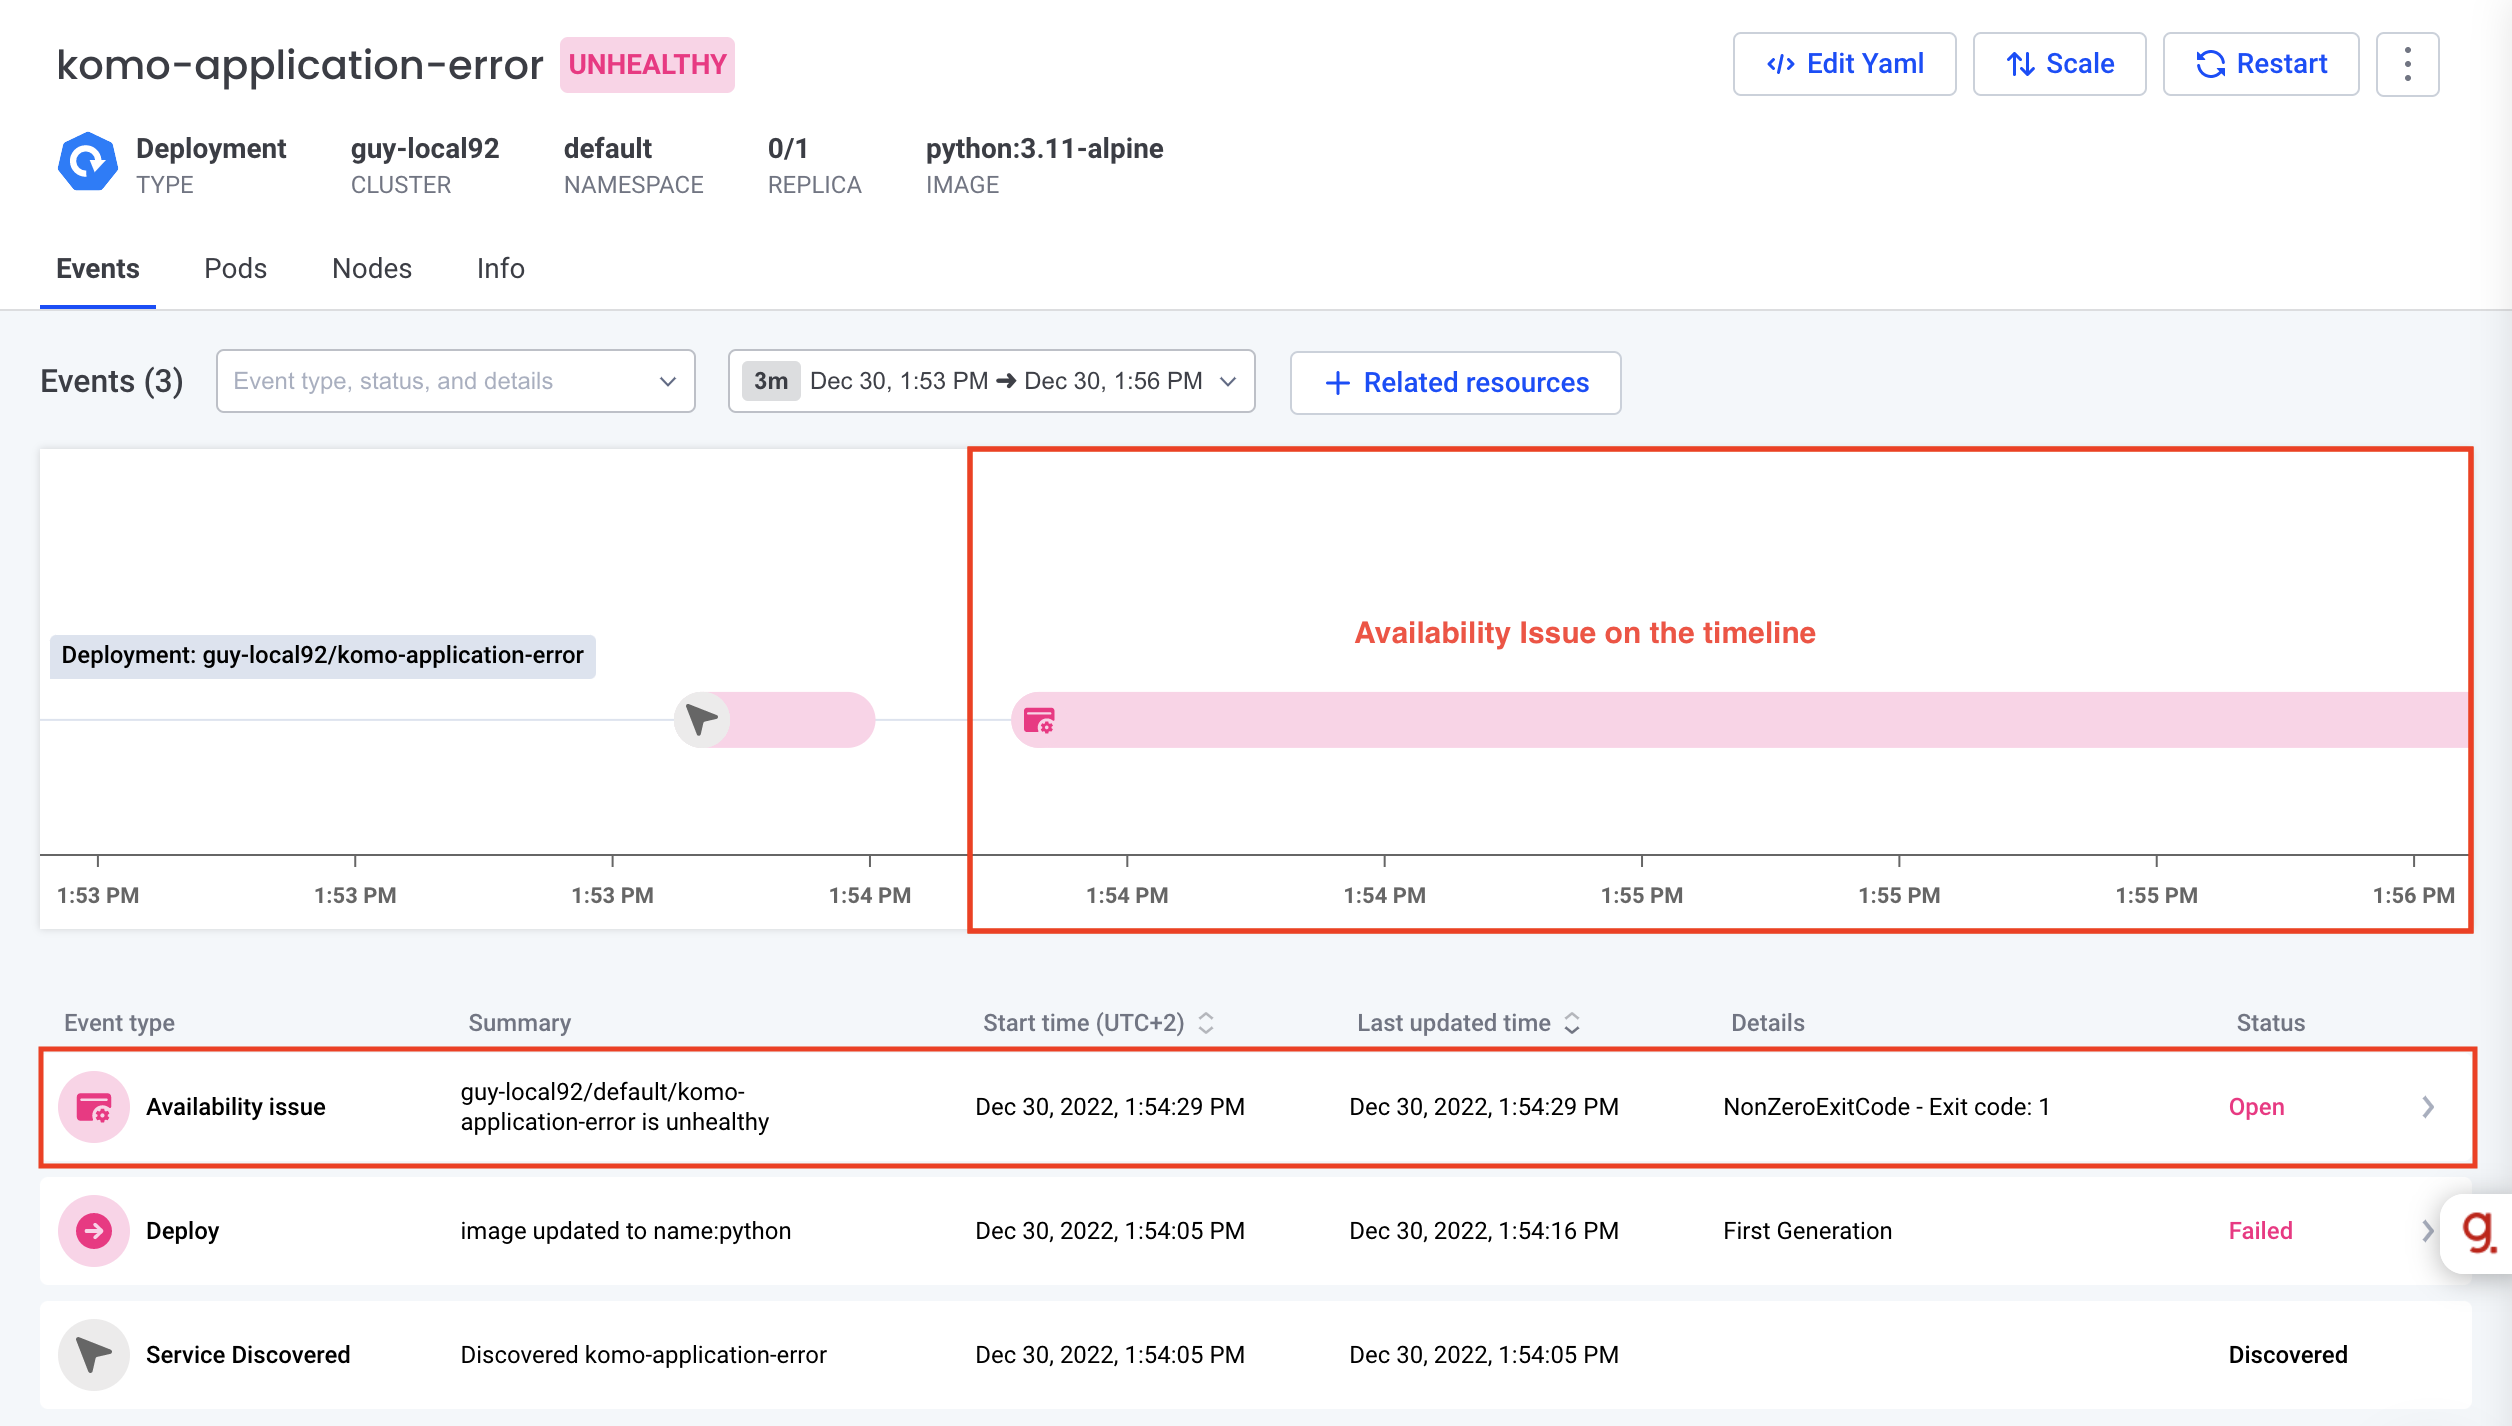 komo-application-error UNHEALTHY
</> Edit Yaml
Scale
Restart
Deployment
TYPE
guy-local92
CLUSTER
default
NAMESPACE
0/1
REPLICA
python:3.11-alpine
IMAGE
Events Pods Nodes Info
Events (3)
Event type, status, and details
3m Dec 30, 1:53 PM → Dec 30, 1:56 PM
+ Related resources
Availability Issue on the timeline
Deployment: guy-local92/komo-application-error
1:53 PM 1:53 PM 1:53 PM 1:54 PM 1:54 PM 1:54 PM 1:55 PM 1:55 PM 1:55 PM 1:56 PM
Event type Summary Start time (UTC+2) Last updated time Details Status
Availability issue
guy-local92/default/komo-
application-error is unhealthy
Dec 30, 2022, 1:54:29 PM
Dec 30, 2022, 1:54:29 PM
NonZeroExitCode - Exit code: 1
Open
Deploy
image updated to name:python
Dec 30, 2022, 1:54:05 PM
Dec 30, 2022, 1:54:16 PM
First Generation
Failed
g.
Service Discovered
Discovered komo-application-error
Dec 30, 2022, 1:54:05 PM
Dec 30, 2022, 1:54:05 PM
Discovered